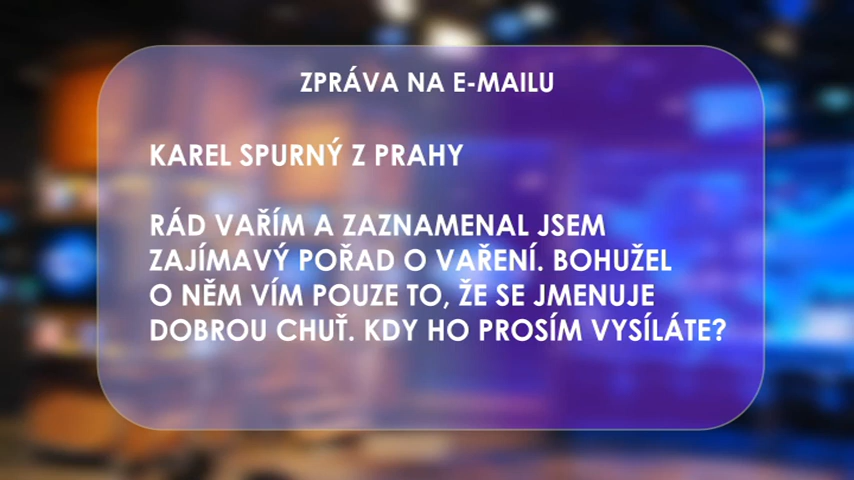 ZPRÁVA NA E-MAILU
KAREL SPURNÝ Z PRAHY
RÁD VAŘÍM A ZAZNAMENAL JSEM
ZAJÍMAVÝ POŘAD O VAŘENÍ. BOHUŽEL
O NĚM VÍM POUZE TO, ŽE SE JMENUJE
DOBROU CHUŤ. KDY HO PROSÍM VYSÍLÁTE?